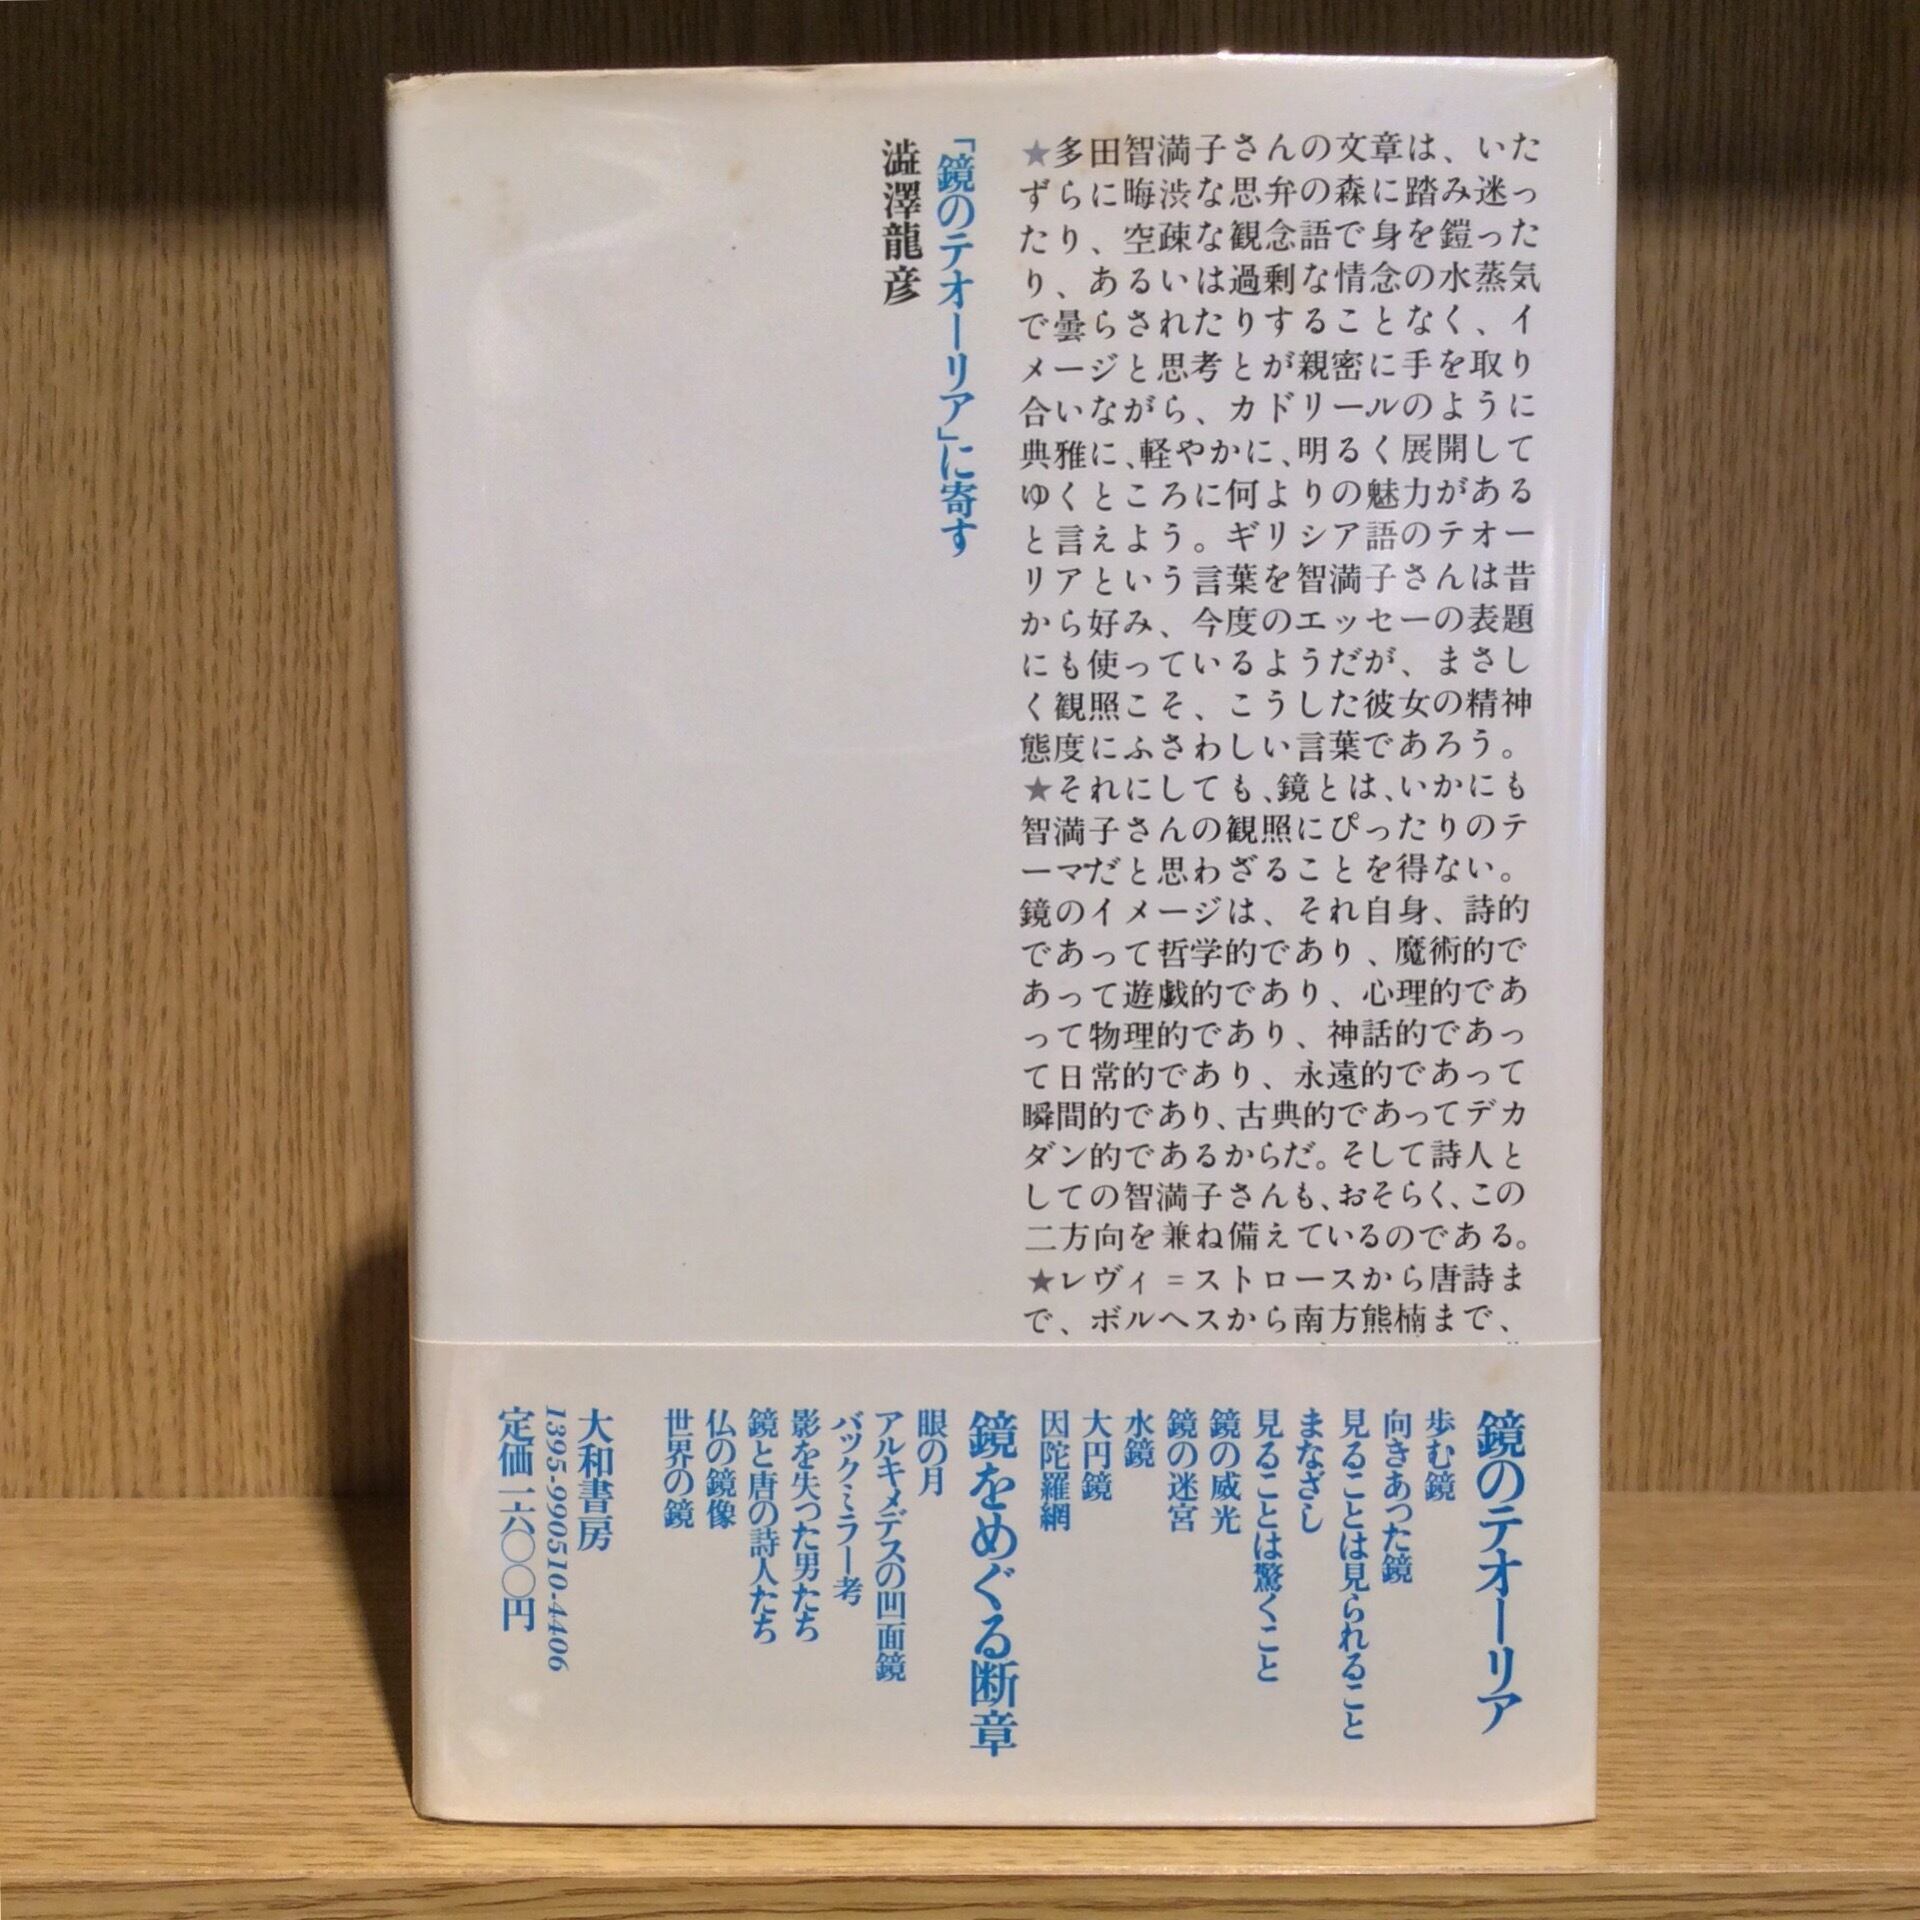 「鏡のテオーリア」に寄す
澁澤龍彦
★多田智満子さんの文章は、いた
ずらに晦渋な思弁の森に踏み迷っ
たり、空疎な観念語で身を鎧った
り、あるいは過剰な情念の水蒸気
で曇らされたりすることなく、イ
メージと思考とが親密に手を取り
合いながら、カドリールのように
典雅に、軽やかに、明るく展開して
ゆくところに何よりの魅力がある
と言えよう。ギリシア語のテオー
リアという言葉を智満子さんは昔
から好み、今度のエッセーの表題
にも使っているようだが、まさし
く観照こそ、こうした彼女の精神
態度にふさわしい言葉であろう。
★それにしても、鏡とは、いかにも
智満子さんの観照にぴったりのテ
ーマだと思わざることを得ない。
鏡のイメージは、それ自身、詩的
であって哲学的であり、魔術的で
あって遊戯的であり、心理的であ
って物理的であり、神話的であっ
て日常的であり、永遠的であって
瞬間的であり、古典的であってデカ
ダン的であるからだ。そして詩人と
しての智満子さんも、おそらく、この
二方向を兼ね備えているのである。
★レヴィ=ストロースから唐詩ま
で、ボルヘスから南方熊楠まで、
鏡のテオーリア
歩む鏡
向きあった鏡
見ることは見られること
まなざし
見ることは驚くこと
鏡の威光
鏡の迷宮
水鏡
大円鏡
因陀羅網
鏡をめぐる断章
眼の月
アルキメデスの凹面鏡
バックミラー考
影を失った男たち
鏡と唐の詩人たち
仏の鏡像
世界の鏡
大和書房
1395-990510-4406
定価一六〇〇円